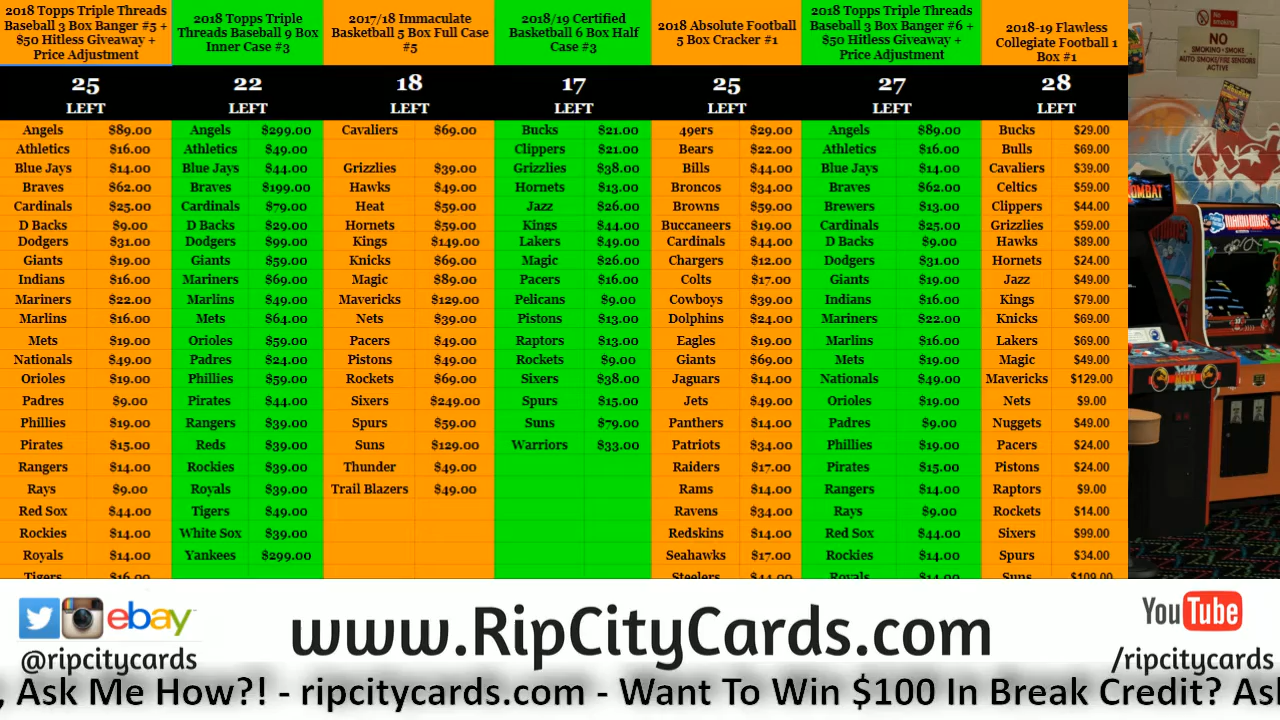 2018 Topps Triple Threads Baseball 3 Box Banger #5 + $50 Hitless Giveaway + Price Adjustment
25
LEFT
Angels $89.00
Athletics $16.00
Blue Jays $14.00
Braves $62.00
Cardinals $25.00
D Backs $9.00
Dodgers $31.00
Giants $19.00
Indians $16.00
Mariners $22.00
Marlins $16.00
Mets $19.00
Nationals $49.00
Orioles $19.00
Padres $9.00
Phillies $19.00
Pirates $15.00
Rangers $14.00
Rays $9.00
Red Sox $44.00
Rockies $14.00
Royals $14.00
Tigers $16.00
2018 Topps Triple Threads Baseball 9 Box Inner Case #3
22
LEFT
Angels $299.00
Athletics $49.00
Blue Jays $44.00
Braves $199.00
Cardinals $79.00
D Backs $29.00
Dodgers $99.00
Giants $59.00
Mariners $69.00
Marlins $49.00
Mets $64.00
Orioles $59.00
Padres $24.00
Phillies $59.00
Pirates $44.00
Rangers $39.00
Reds $39.00
Rockies $39.00
Royals $39.00
Tigers $49.00
White Sox $39.00
Yankees $299.00
2017/18 Immaculate Basketball 5 Box Full Case #5
18
LEFT
Cavaliers $69.00
Grizzlies $39.00
Hawks $49.00
Heat $59.00
Hornets $59.00
Kings $149.00
Knicks $69.00
Magic $89.00
Mavericks $129.00
Nets $39.00
Pacers $49.00
Pistons $49.00
Rockets $69.00
Sixers $249.00
Spurs $59.00
Suns $129.00
Thunder $49.00
Trail Blazers $49.00
2018/19 Certified Basketball 6 Box Half Case #3
17
LEFT
Bucks $21.00
Clippers $21.00
Grizzlies $38.00
Hornets $13.00
Jazz $26.00
Kings $44.00
Lakers $49.00
Magic $26.00
Pacers $16.00
Pelicans $9.00
Pistons $13.00
Raptors $13.00
Rockets $9.00
Sixers $38.00
Spurs $15.00
Suns $79.00
Warriors $33.00
2018 Absolute Football 5 Box Cracker #1
25
LEFT
49ers $29.00
Bears $22.00
Bills $44.00
Broncos $34.00
Browns $59.00
Buccaneers $19.00
Cardinals $44.00
Chargers $12.00
Colts $17.00
Cowboys $39.00
Dolphins $24.00
Eagles $19.00
Giants $69.00
Jaguars $14.00
Jets $49.00
Panthers $14.00
Patriots $34.00
Raiders $17.00
Rams $14.00
Ravens $34.00
Redskins $14.00
Seahawks $17.00
Steelers $44.00
2018 Topps Triple Threads Baseball 3 Box Banger #6 + $50 Hitless Giveaway + Price Adjustment
27
LEFT
Angels $89.00
Athletics $16.00
Blue Jays $14.00
Braves $62.00
Brewers $13.00
Cardinals $25.00
D Backs $9.00
Dodgers $31.00
Giants $19.00
Indians $16.00
Mariners $22.00
Marlins $16.00
Mets $19.00
Nationals $49.00
Orioles $19.00
Padres $9.00
Phillies $19.00
Pirates $15.00
Rangers $14.00
Rays $9.00
Red Sox $44.00
Rockies $14.00
Royals $14.00
2018-19 Flawless Collegiate Football 1 Box #1
28
LEFT
Bucks $29.00
Bulls $69.00
Cavaliers $39.00
Celtics $59.00
Clippers $44.00
Grizzlies $59.00
Hawks $89.00
Hornets $24.00
Jazz $49.00
Kings $79.00
Knicks $69.00
Lakers $69.00
Magic $49.00
Mavericks $129.00
Nets $9.00
Nuggets $49.00
Pacers $24.00
Pistons $24.00
Raptors $9.00
Rockets $14.00
Sixers $99.00
Spurs $34.00
Suns $109.00
No smoking
NO
SMOKING
AUTO SMOKE/FIRE SENSORS
ACTIVE
KOMBAT
MARIO BROS.
ebay
@ripcitycards
www.RipCityCards.com
YouTube
/ripcitycards
, Ask Me How?! - ripcitycards.com - Want To Win $100 In Break Credit? Ask